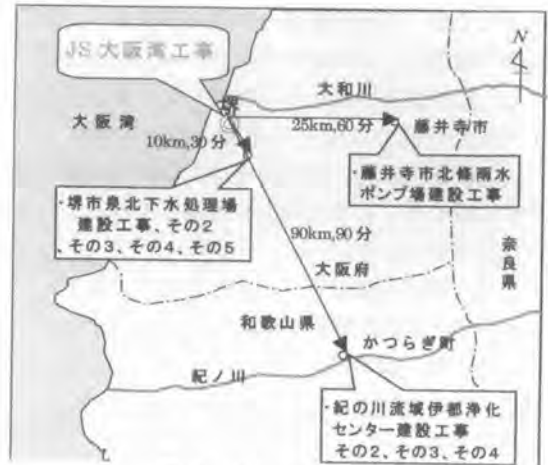 JS大阪湾工事
N
大和川
堺
大阪湾
25km,60分
藤井寺市
10km,30分
・藤井寺市北條雨水
ポンプ場建設工事
・堺市泉北下水処理場
建設工事、その2
、その3、その4、その5
90km,90分
大阪府
奈良県
和歌山県
かつらぎ町
紀ノ川
・紀の川流域伊都浄化
センター建設工事
その2、その3、その4